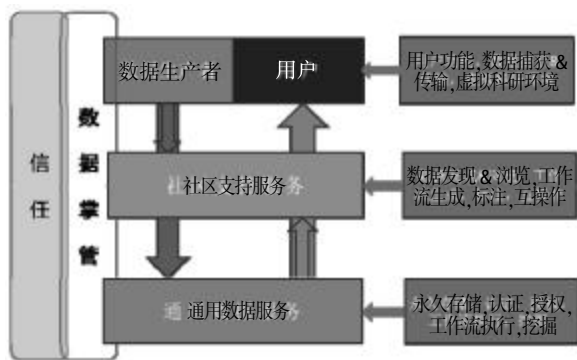 信任
数据掌管
数据生产者
用户
用户功能,数据捕获&
传输,虚拟科研环境
社区支持服务
数据发现&浏览,工作
流生成,标注,互操作
通用数据服务
永久存储,认证,授权,
工作流执行,挖掘